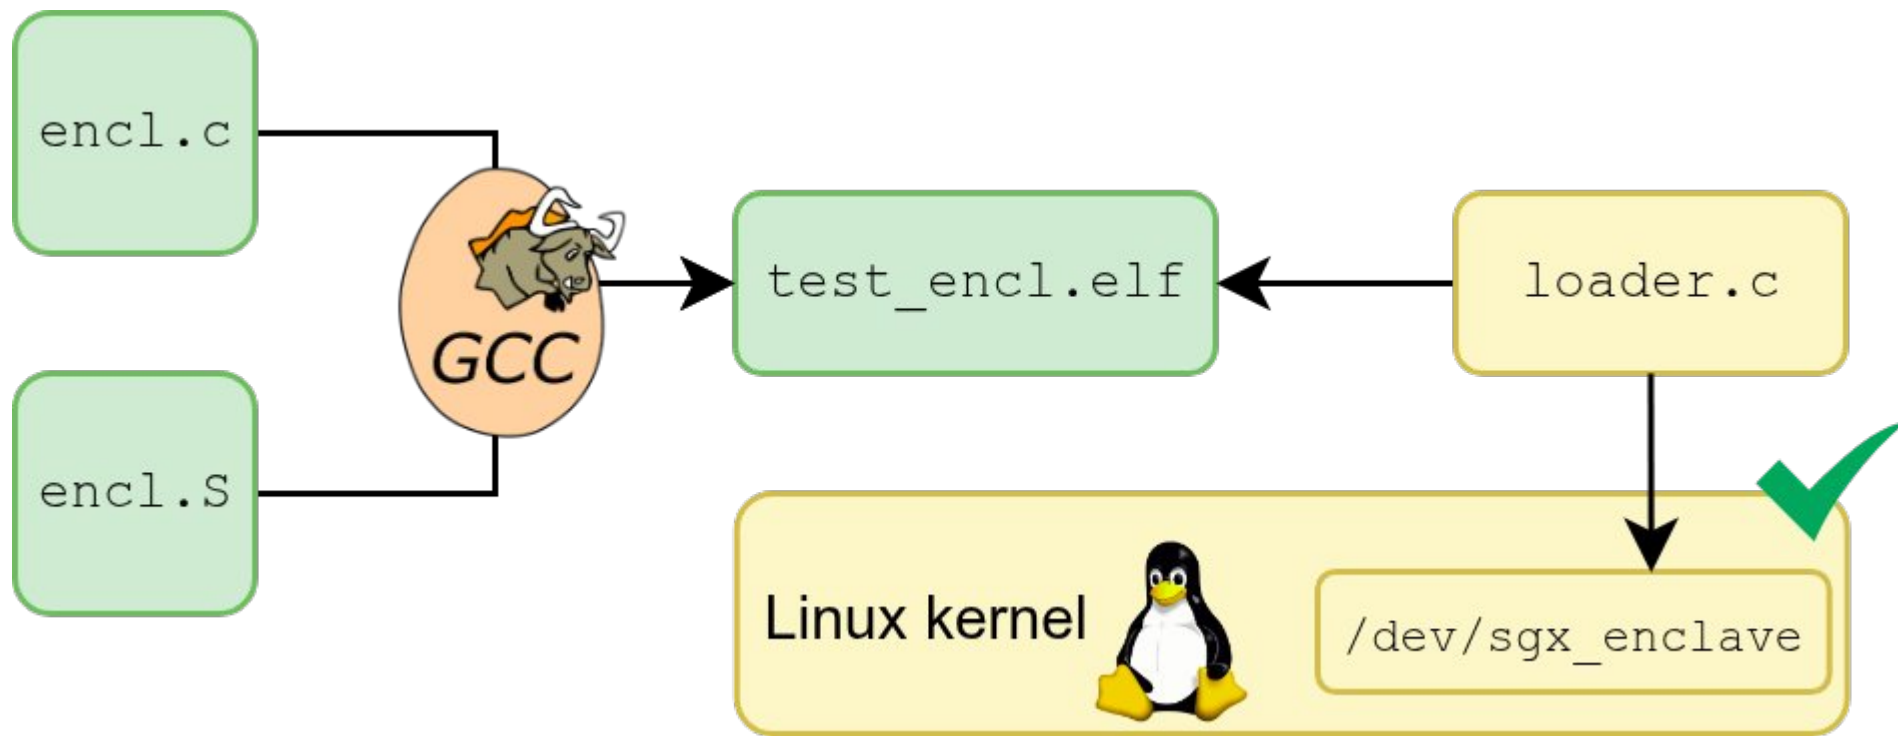 encl.c
GCC
test_encl.elf
loader.c
encl.S
Linux kernel
/dev/sgx_enclave